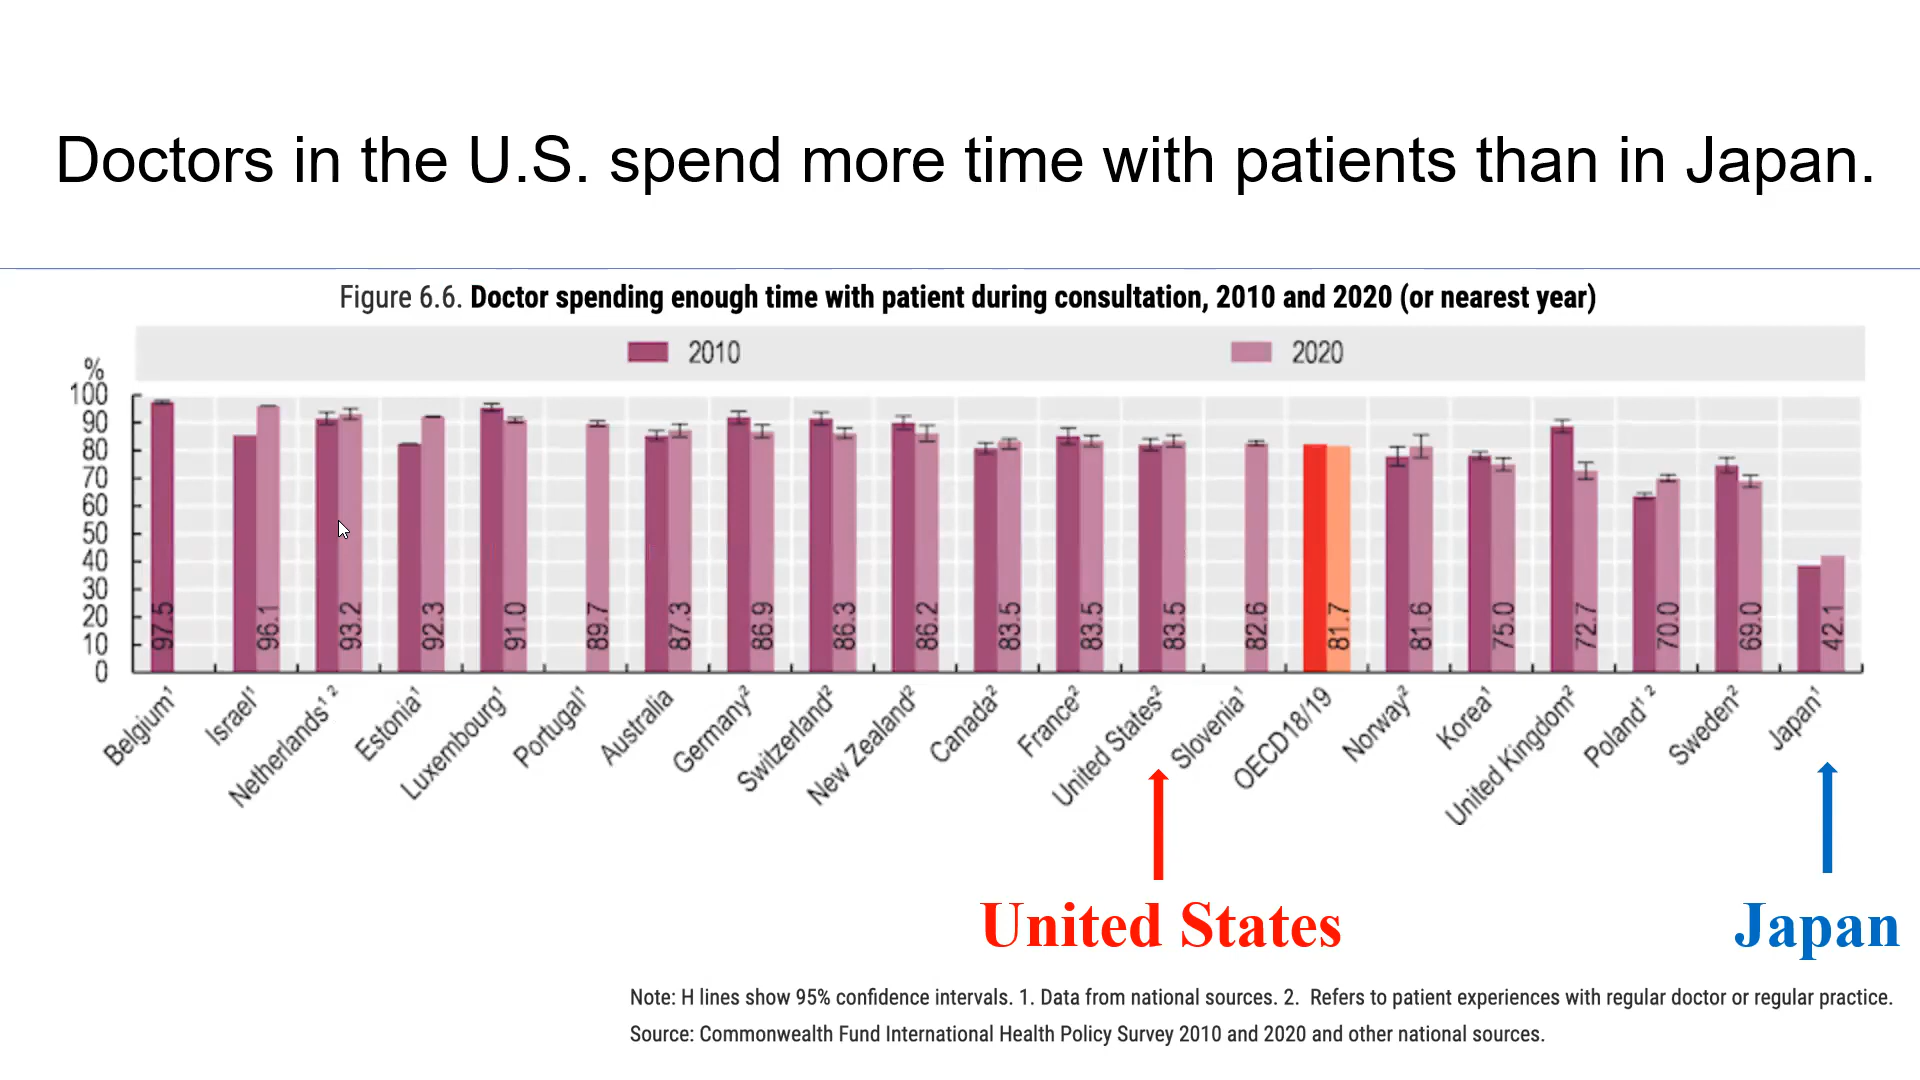 Doctors in the U.S. spend more time with patients than in Japan.
Figure 6.6. Doctor spending enough time with patient during consultation, 2010 and 2020 (or nearest year)
2010 2020
%
100
90
80
70
60
50
40
30
20
10
0
97.5 96.1 93.2 92.3 91.0 89.7 87.3 86.9 86.3 86.2 83.5 83.5 83.5 82.6 81.7 81.6 75.0 72.7 70.0 69.0 42.1
Belgium¹ Israel¹ Netherlands¹ ² Estonia¹ Luxembourg¹ Portugal¹ Australia Germany² Switzerland² New Zealand² Canada² France² United States² Slovenia¹ OECD18/19 Norway² Korea¹ United Kingdom² Poland¹ ² Sweden² Japan¹
United States Japan
Note: H lines show 95% confidence intervals. 1. Data from national sources. 2. Refers to patient experiences with regular doctor or regular practice.
Source: Commonwealth Fund International Health Policy Survey 2010 and 2020 and other national sources.